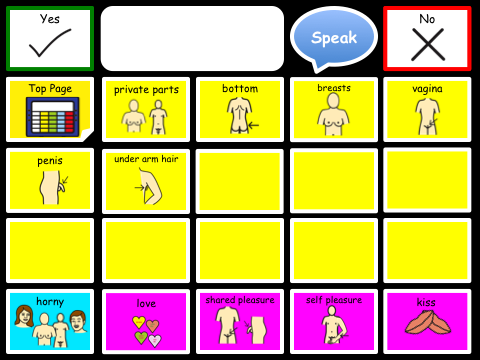 Yes
Speak
No
Top Page
private parts
bottom
breasts
vagina
penis
under arm hair
horny
love
shared pleasure
self pleasure
kiss